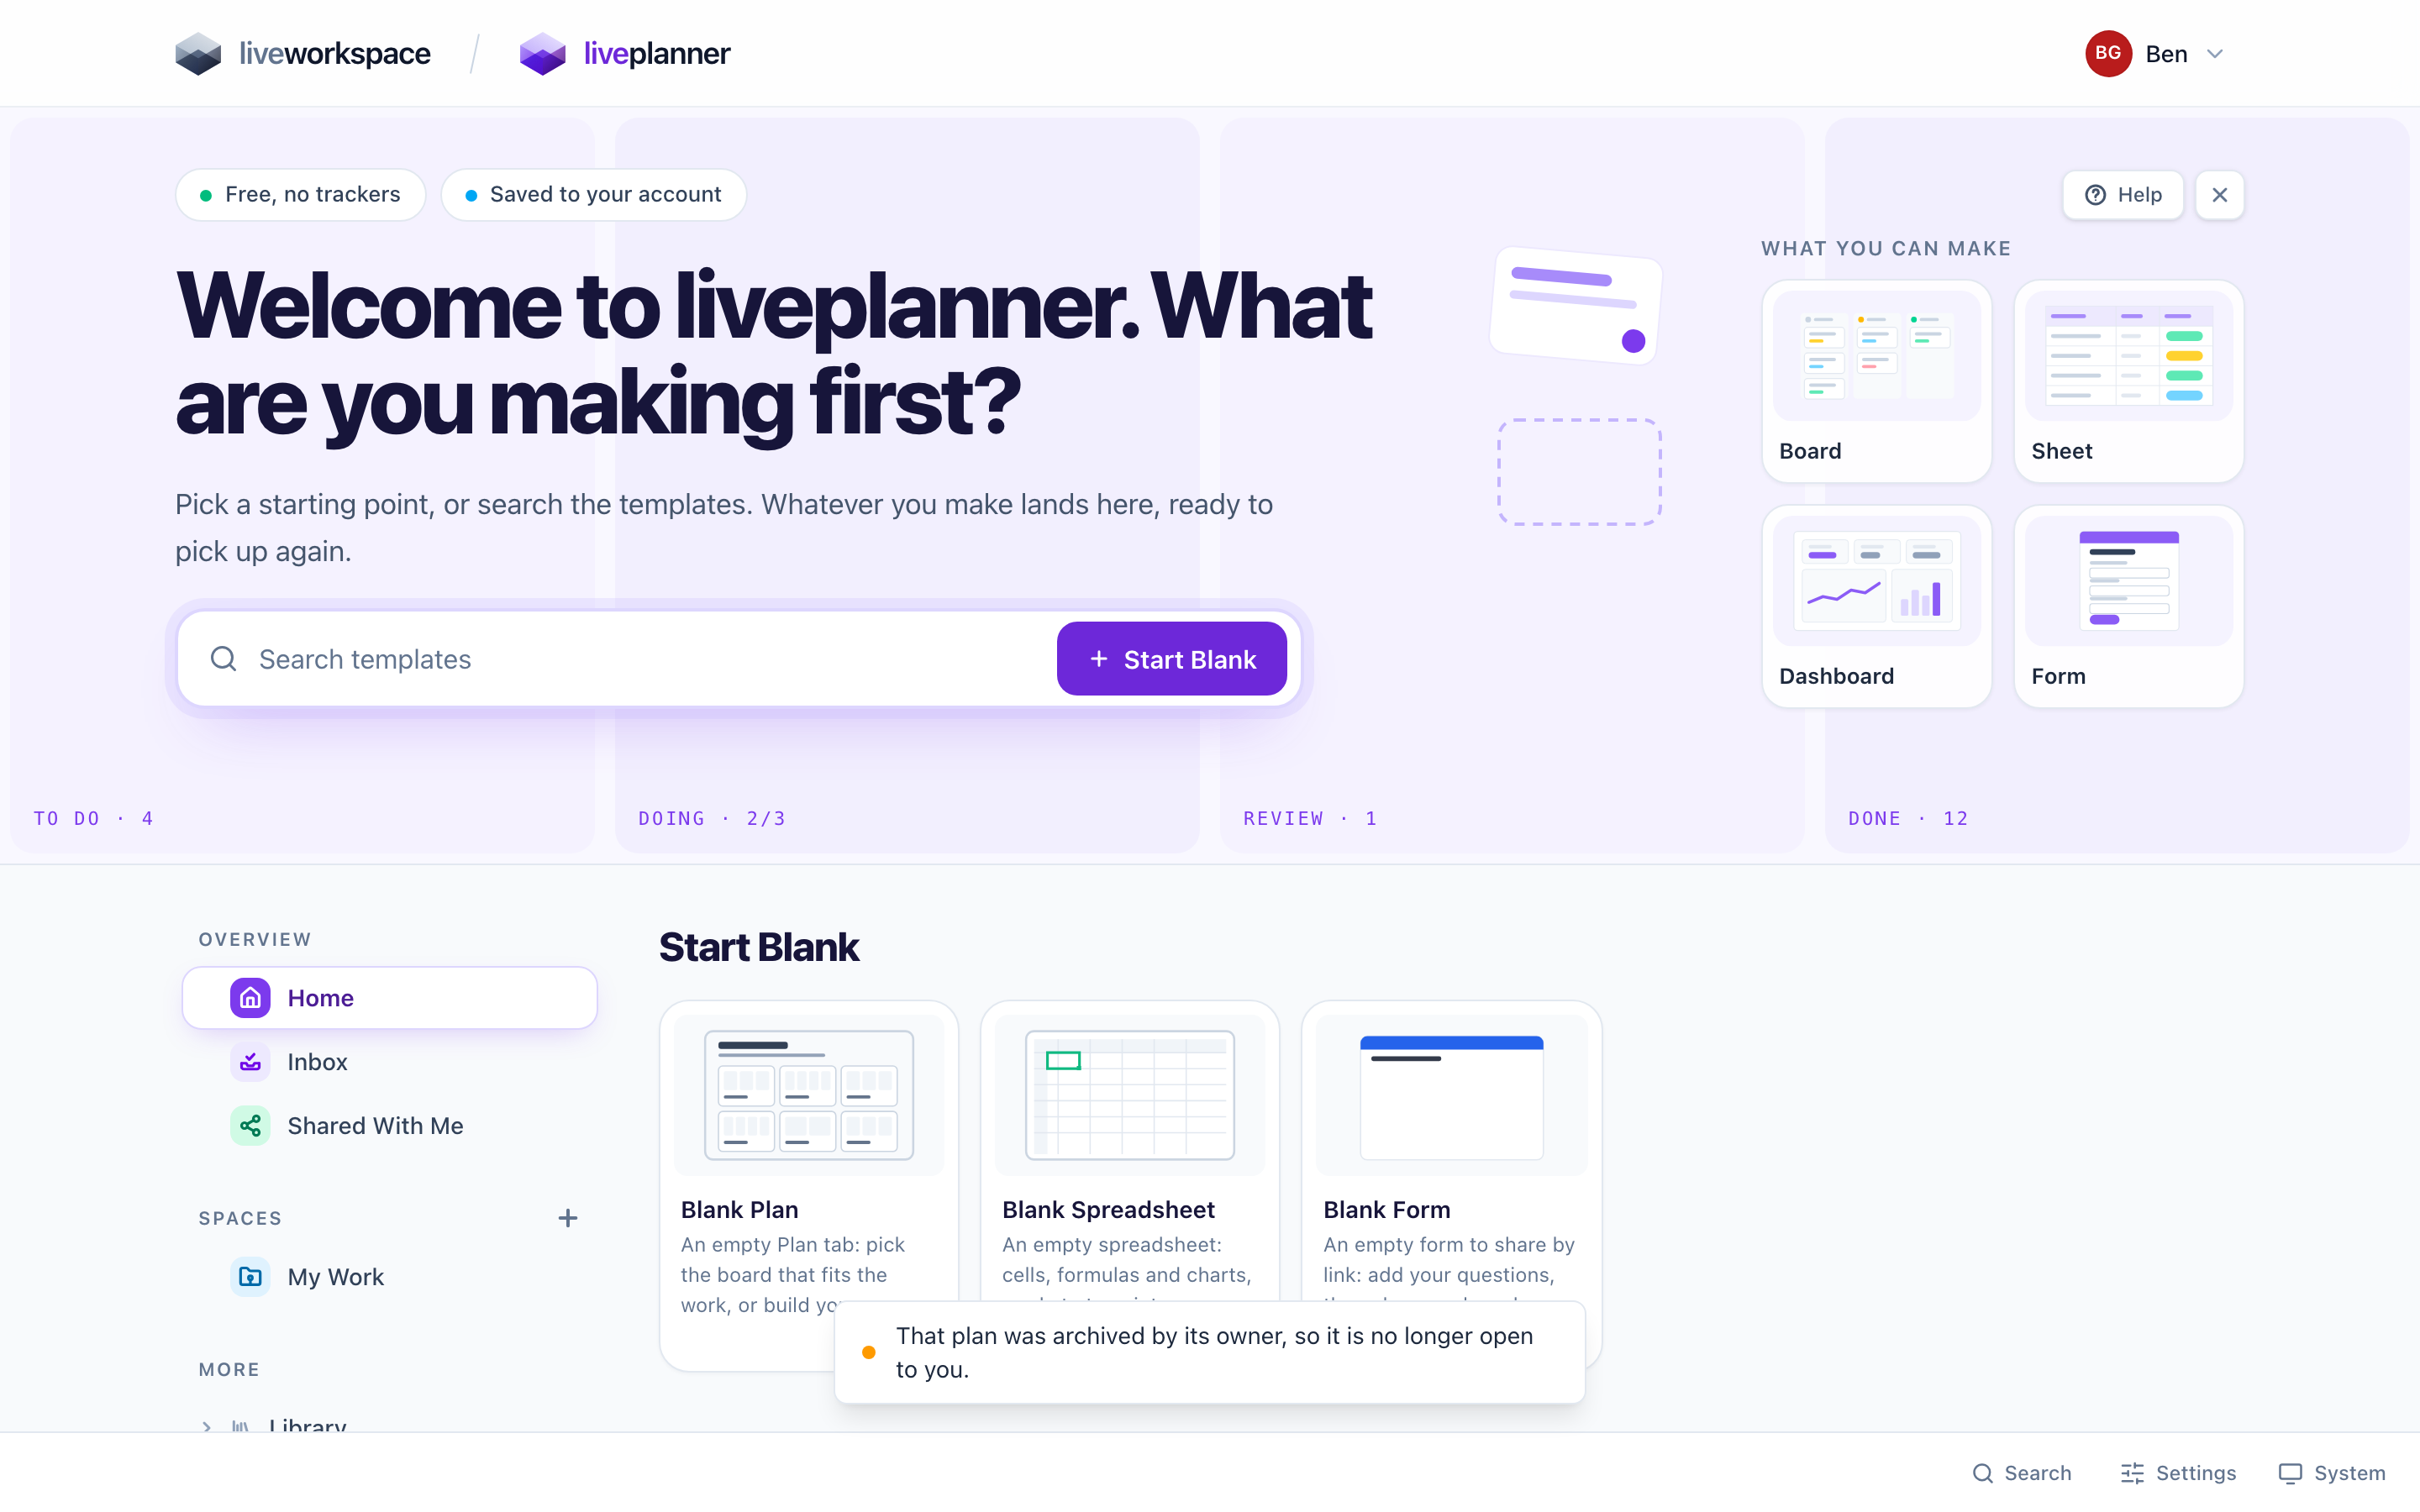 liveworkspace / liveplanner
BG Ben
Free, no trackers
Saved to your account
Help
Welcome to liveplanner. What
are you making first?
Pick a starting point, or search the templates. Whatever you make lands here, ready to
pick up again.
Search templates
+ Start Blank
WHAT YOU CAN MAKE
Board
Sheet
Dashboard
Form
TO DO · 4
DOING · 2/3
REVIEW · 1
DONE · 12
OVERVIEW
Home
Inbox
Shared With Me
SPACES
My Work
MORE
Library
Start Blank
Blank Plan
An empty Plan tab: pick
the board that fits the
work, or build
Blank Spreadsheet
An empty spreadsheet:
cells, formulas and charts,
Blank Form
An empty form to share by
link: add your questions,
That plan was archived by its owner, so it is no longer open
to you.
Search
Settings
System